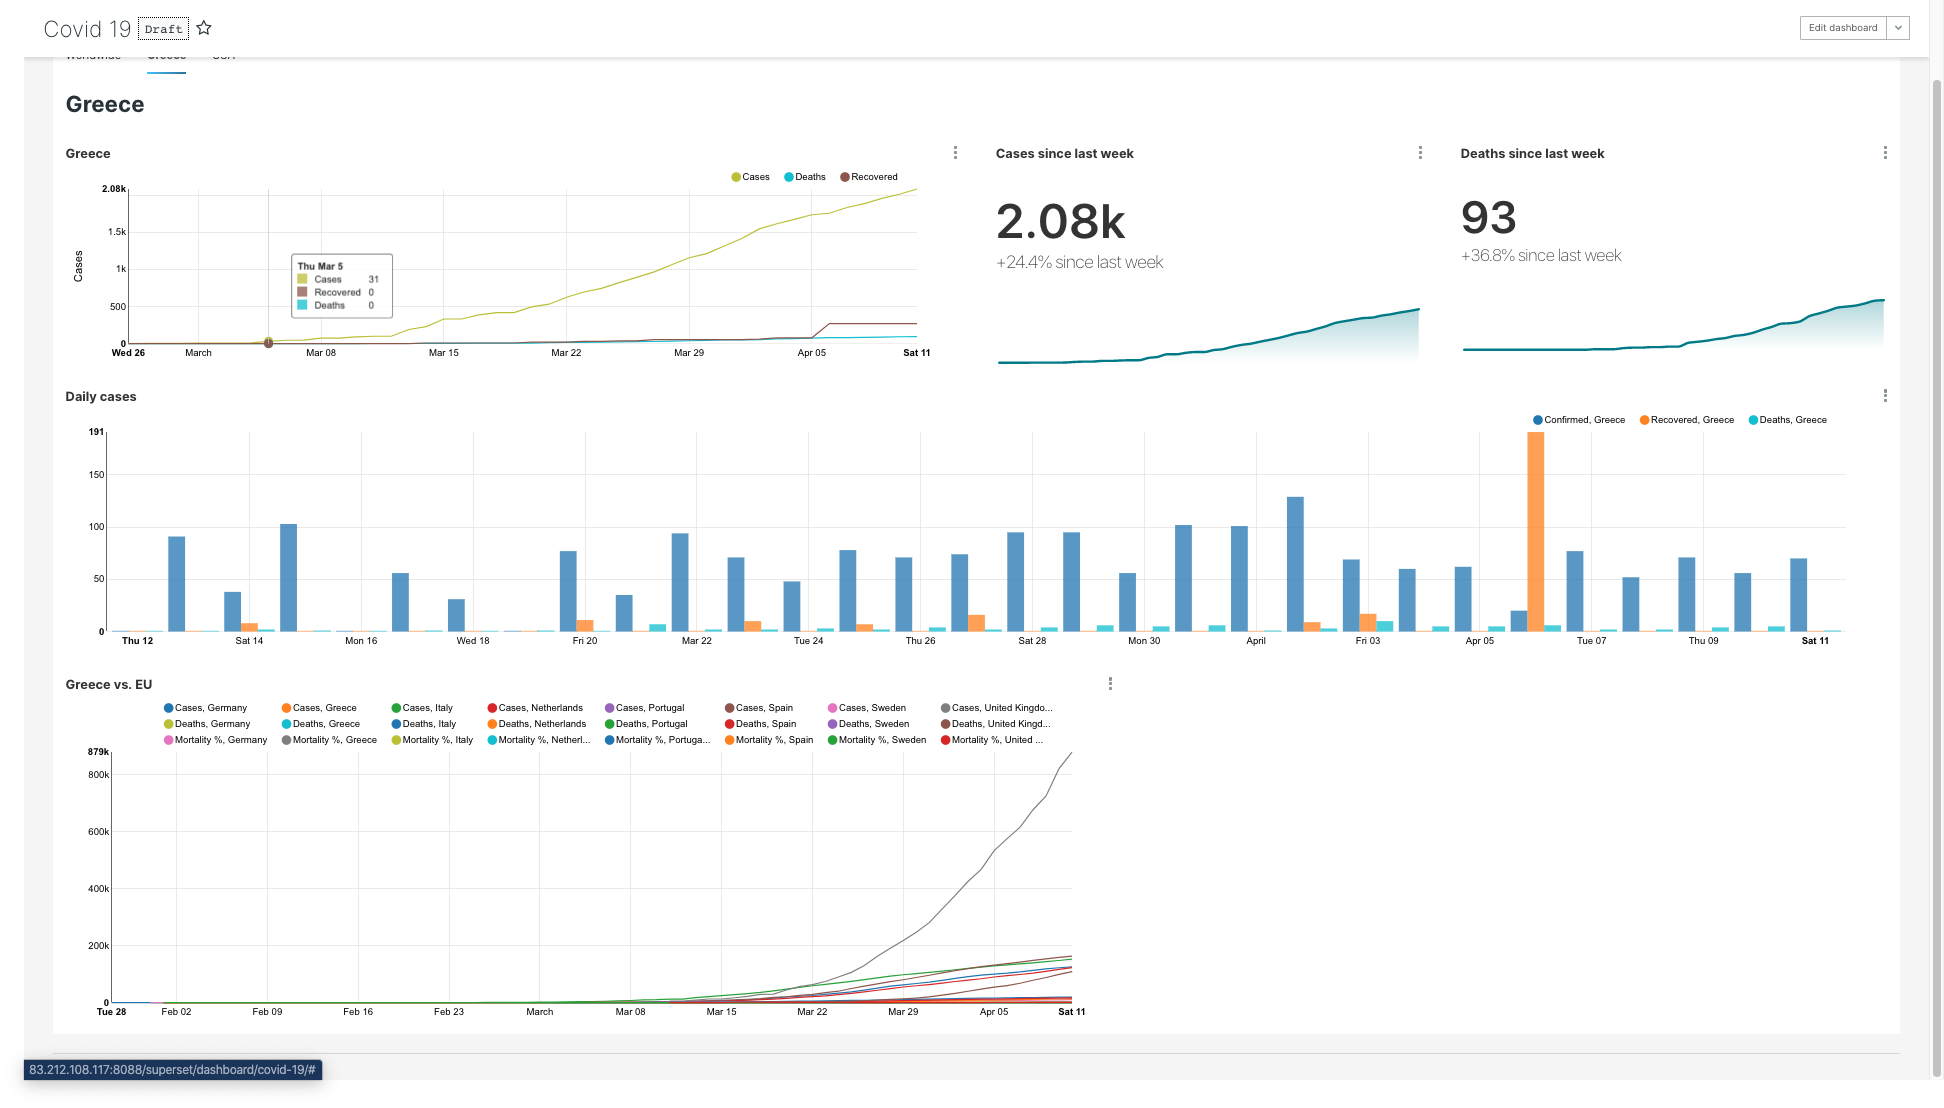 Covid 19 Draft
Edit dashboard
Worldwide Greece USA
Greece
Greece
Cases Deaths Recovered
2.08k
1.5k
1k
500
0
Cases
Thu Mar 5
Cases 31
Recovered 0
Deaths 0
Wed 26 March Mar 08 Mar 15 Mar 22 Mar 29 Apr 05 Sat 11
Cases since last week
2.08k
+24.4% since last week
Deaths since last week
93
+36.8% since last week
Daily cases
Confirmed, Greece Recovered, Greece Deaths, Greece
191
150
100
50
0
Thu 12 Sat 14 Mon 16 Wed 18 Fri 20 Mar 22 Tue 24 Thu 26 Sat 28 Mon 30 April Fri 03 Apr 05 Tue 07 Thu 09 Sat 11
Greece vs. EU
Cases, Germany Cases, Greece Cases, Italy Cases, Netherlands Cases, Portugal Cases, Spain Cases, Sweden Cases, United Kingdo...
Deaths, Germany Deaths, Greece Deaths, Italy Deaths, Netherlands Deaths, Portugal Deaths, Spain Deaths, Sweden Deaths, United Kingd...
Mortality %, Germany Mortality %, Greece Mortality %, Italy Mortality %, Netherl... Mortality %, Portuga... Mortality %, Spain Mortality %, Sweden Mortality %, United ...
879k
800k
600k
400k
200k
0
Tue 28 Feb 02 Feb 09 Feb 16 Feb 23 March Mar 08 Mar 15 Mar 22 Mar 29 Apr 05 Sat 11
83.212.108.117:8088/superset/dashboard/covid-19/#